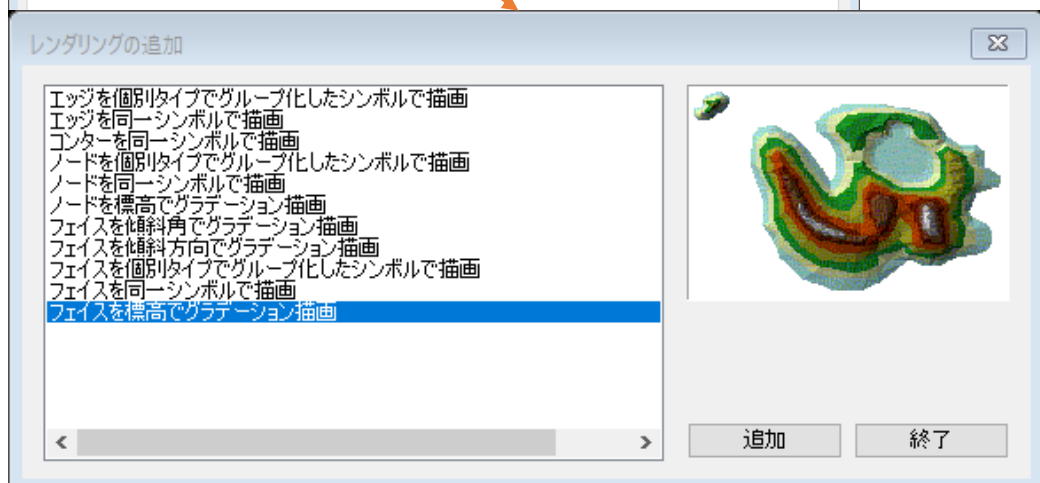 レンダリングの追加
エッジを個別タイプでグループ化したシンボルで描画
エッジを同一シンボルで描画
コンターを同一シンボルで描画
ノードを個別タイプでグループ化したシンボルで描画
ノードを同一シンボルで描画
ノードを標高でグラデーション描画
フェイスを傾斜角でグラデーション描画
フェイスを傾斜方向でグラデーション描画
フェイスを個別タイプでグループ化したシンボルで描画
フェイスを同一シンボルで描画
フェイスを標高でグラデーション描画
追加
終了